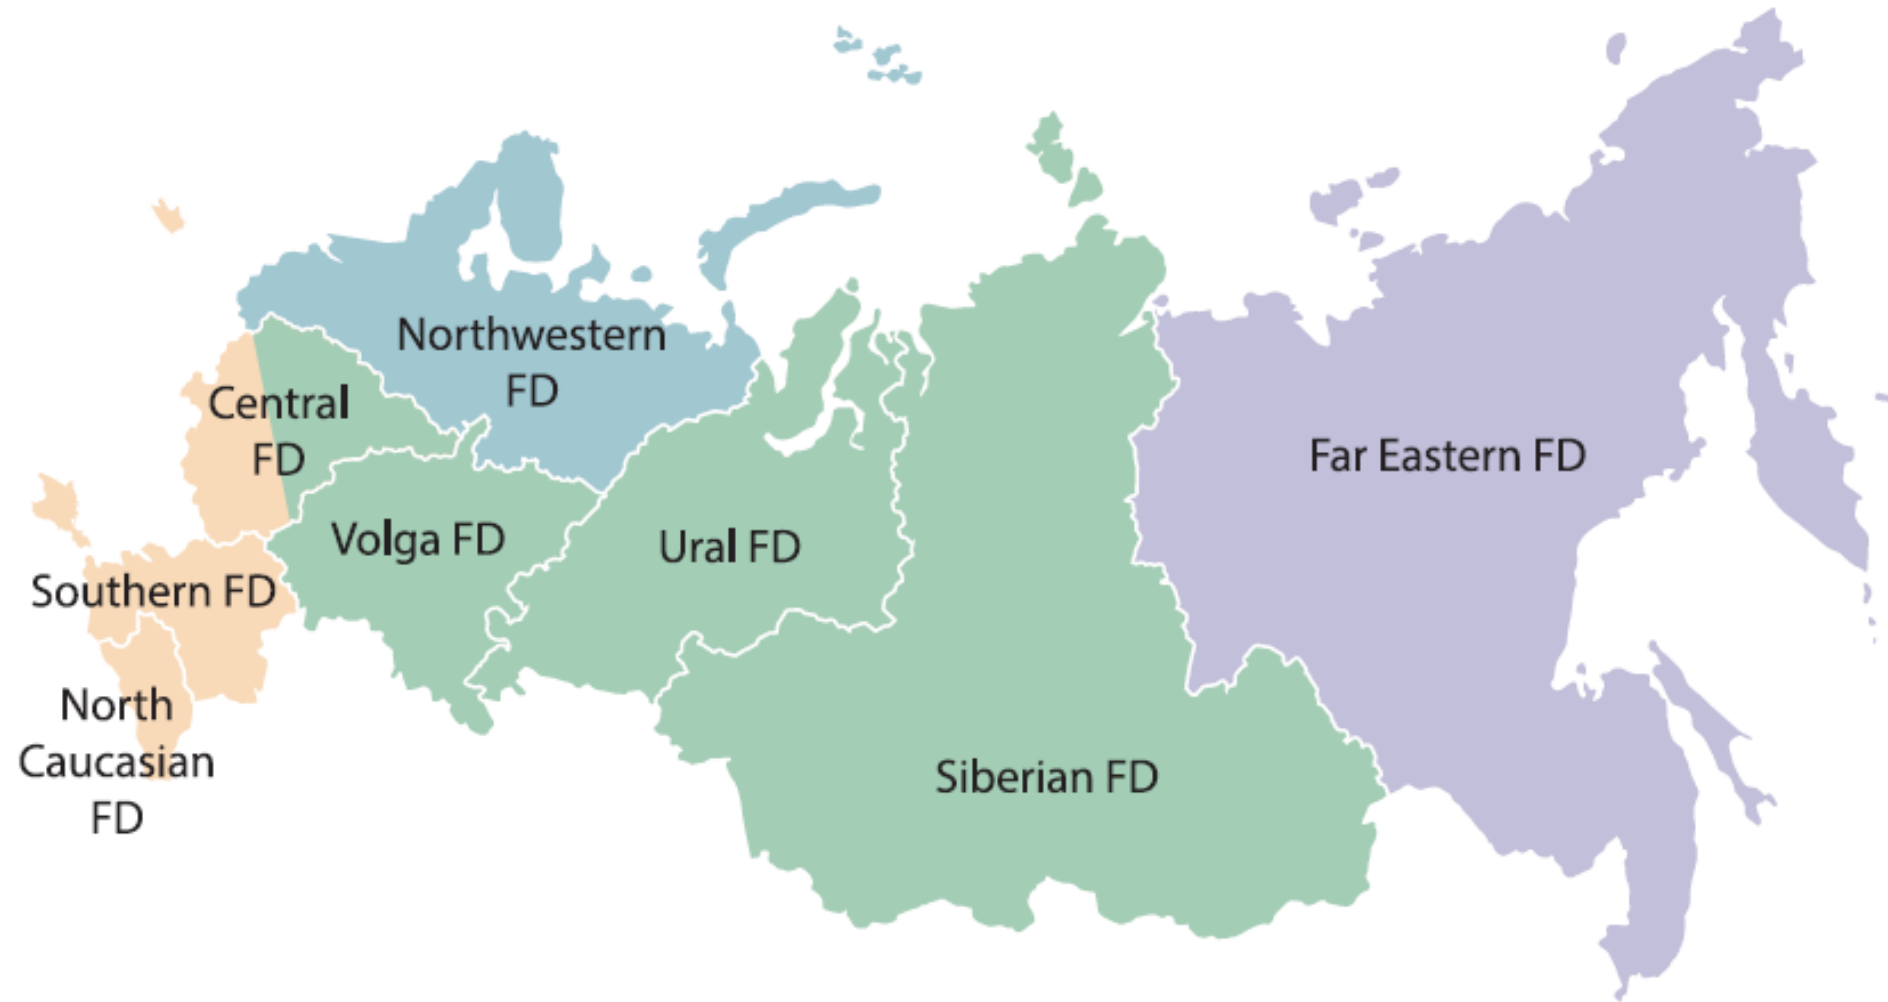 Northwestern
FD
Central
FD
Far Eastern FD
Volga FD
Ural FD
Southern FD
North
Caucasian
FD
Siberian FD